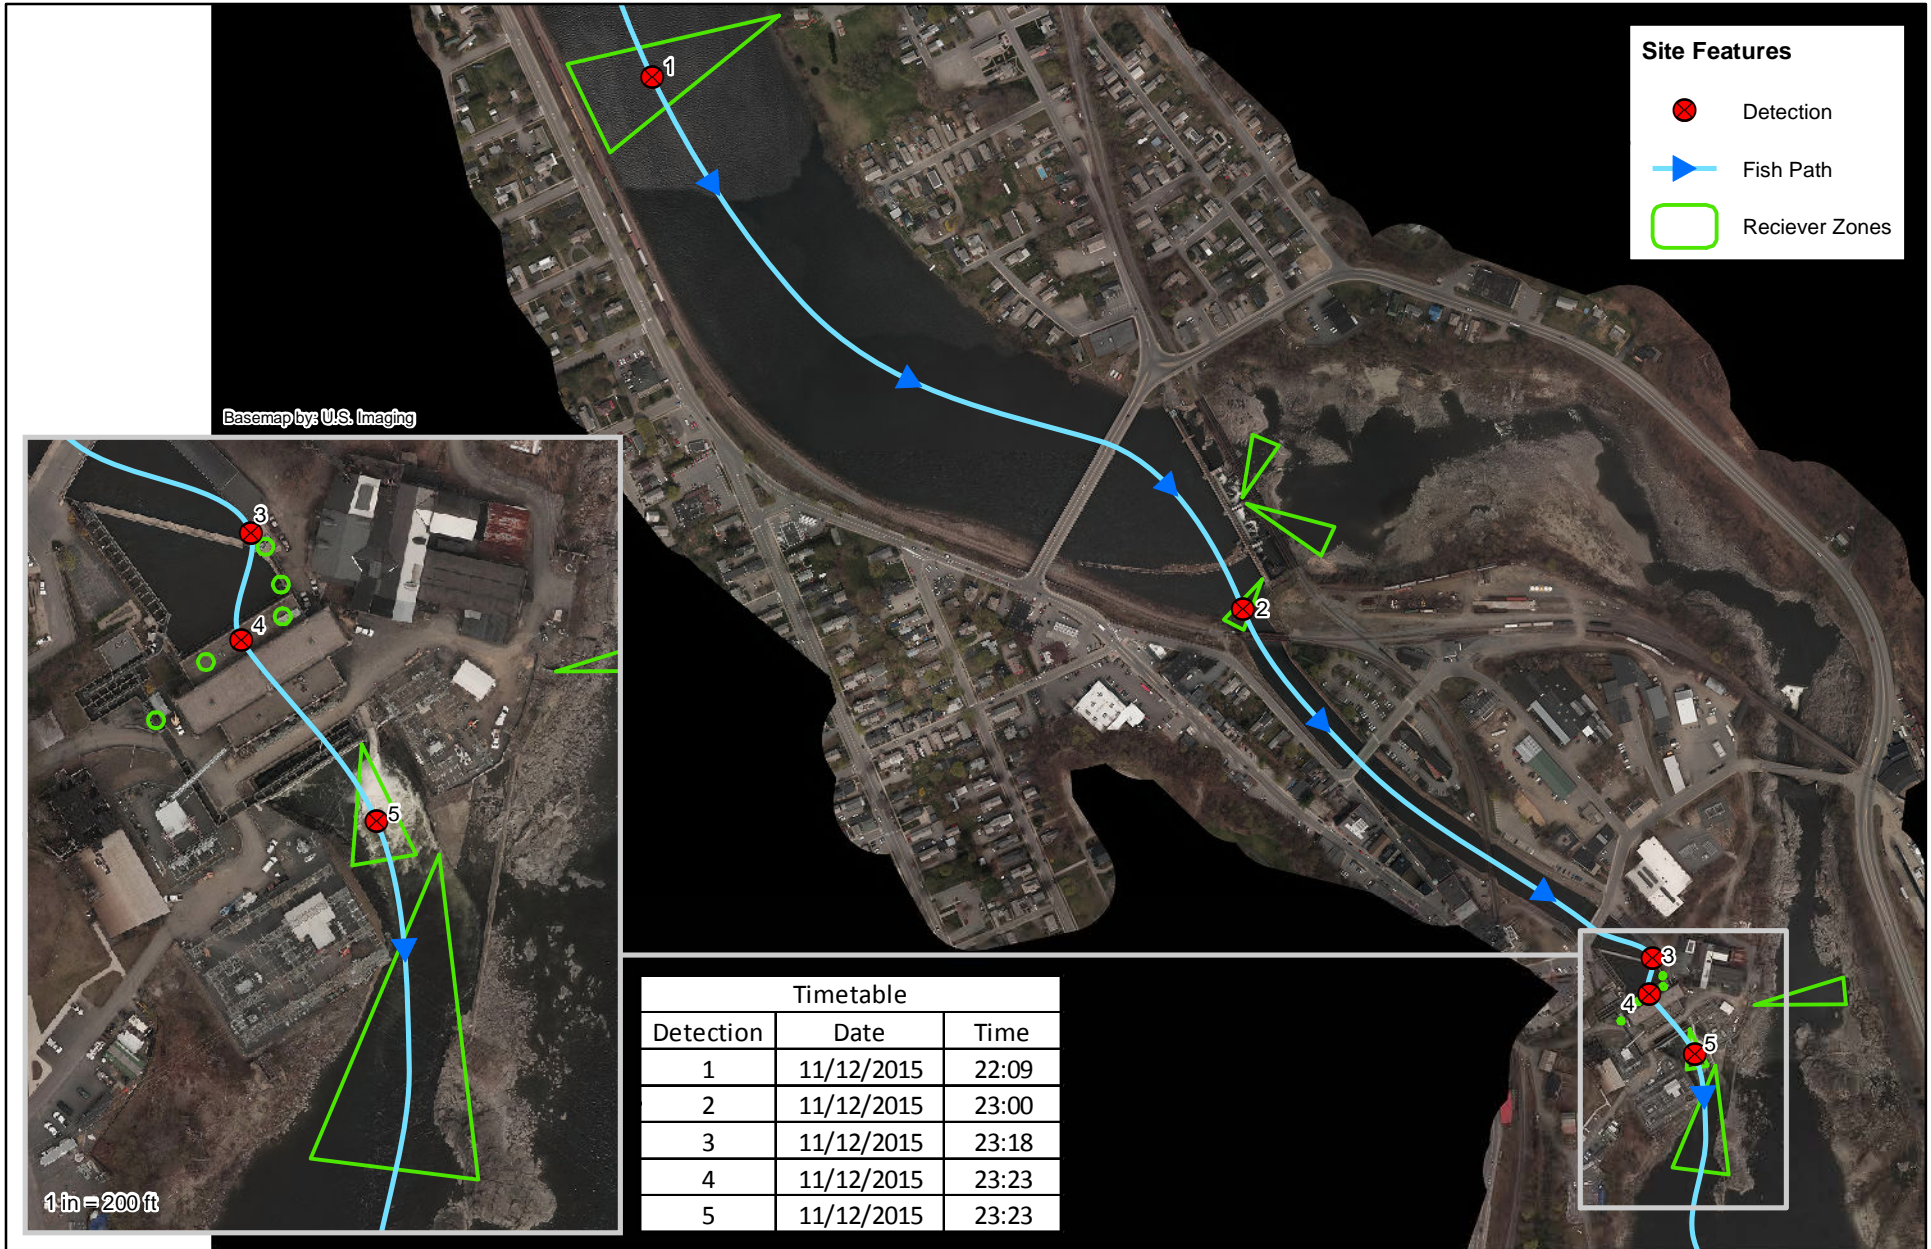 1
Site Features
Detection
Fish Path
Reciever Zones
Basemap by: U.S. Imaging
2
3
4
5
3
4
5
1 in = 200 ft
Timetable
Detection Date Time
1 11/12/2015 22:09
2 11/12/2015 23:00
3 11/12/2015 23:18
4 11/12/2015 23:23
5 11/12/2015 23:23